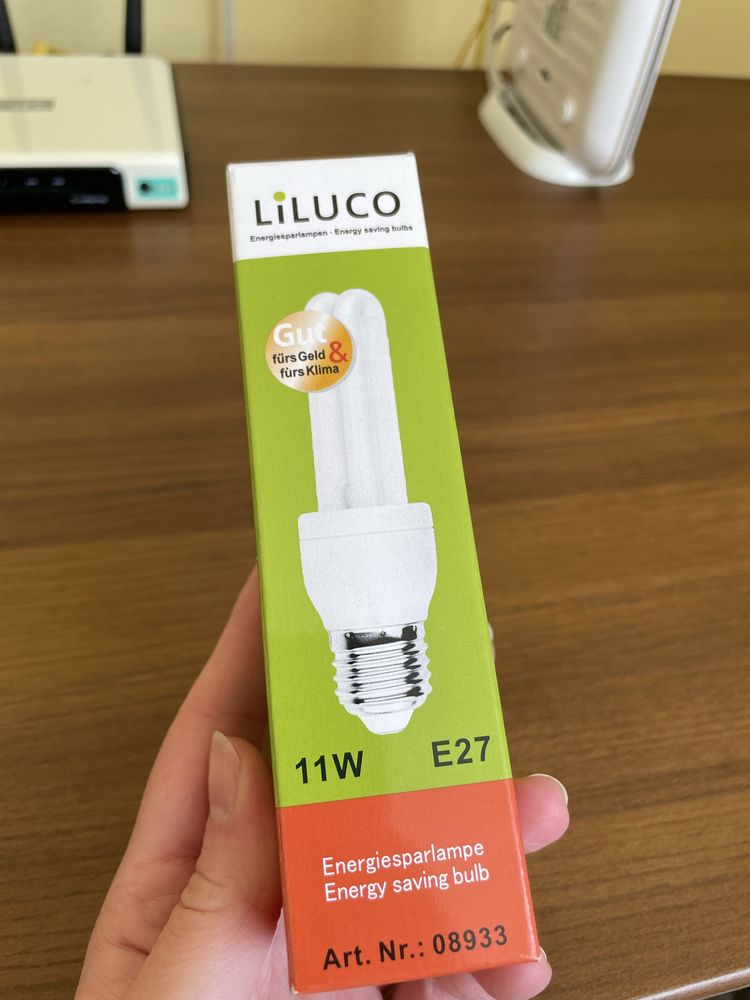 LiLUCO
Energiesparlampen - Energy saving bulbs
Gut
fürs Geld &
fürs Klima
11W E27
Energiesparlampe
Energy saving bulb
Art. Nr.: 08933